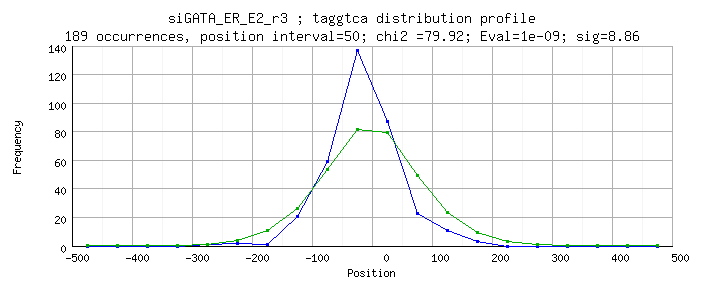 siGATA_ER_E2_r3 ; taggtca distribution profile
189 occurrences, position interval=50; chi2 =79.92; Eval=1e-09; sig=8.86
140
120
100
80
60
40
20
0
Frequency
-500 -400 -300 -200 -100 0 100 200 300 400 500
Position